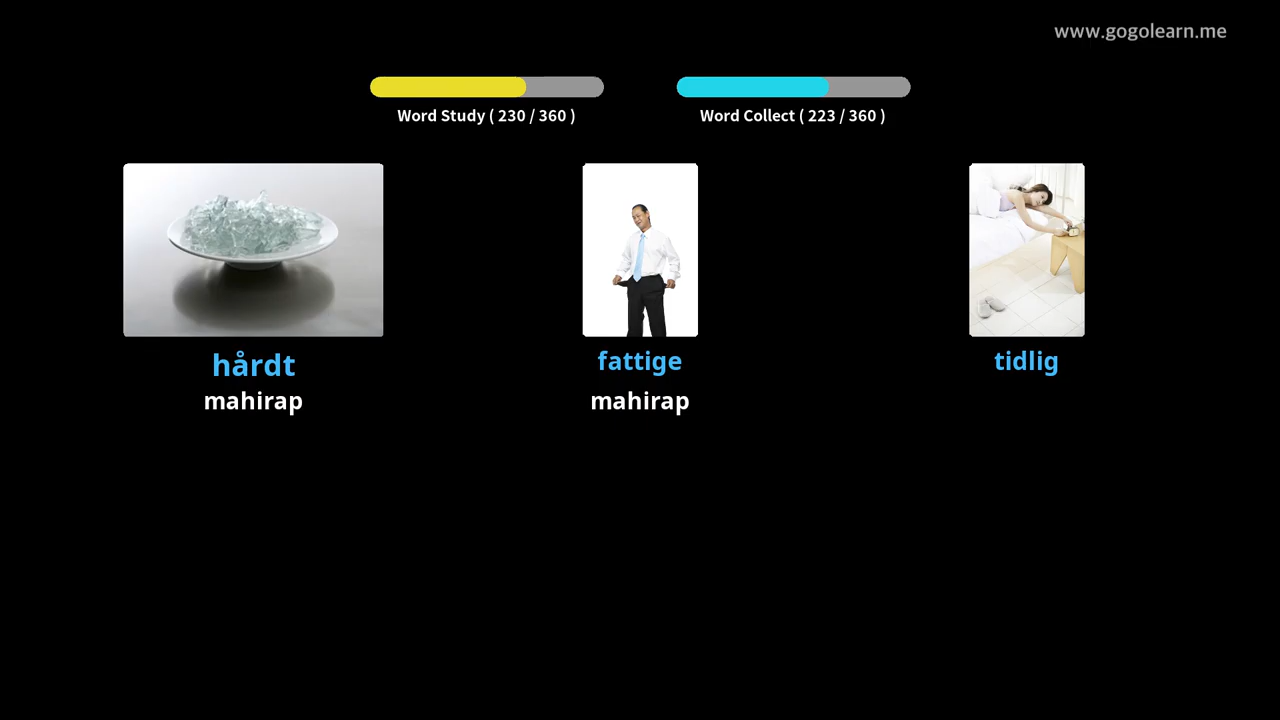 www.gogolearn.me
Word Study ( 230 / 360 )
Word Collect ( 223 / 360 )
hårdt
fattige
tidlig
mahirap
mahirap